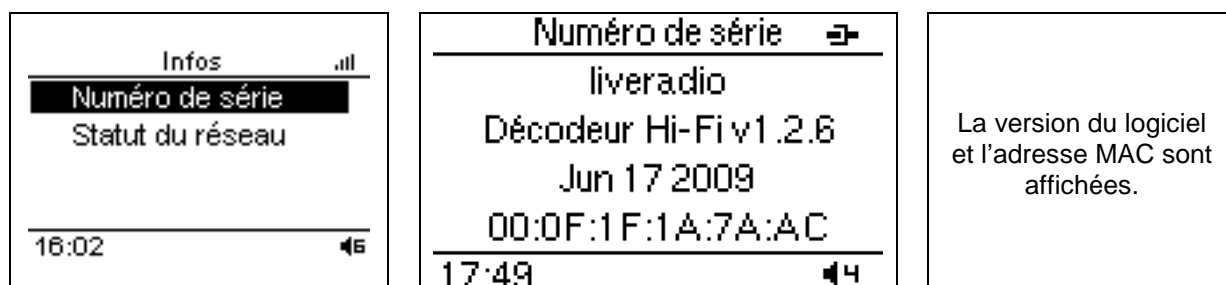 Infos
Numéro de série
Statut du réseau
16:02
6
Numéro de série
liveradio
Décodeur Hi-Fi v1.2.6
Jun 17 2009
00:0F:1F:1A:7A:AC
17:49
4
La version du logiciel
et l'adresse MAC sont
affichées.